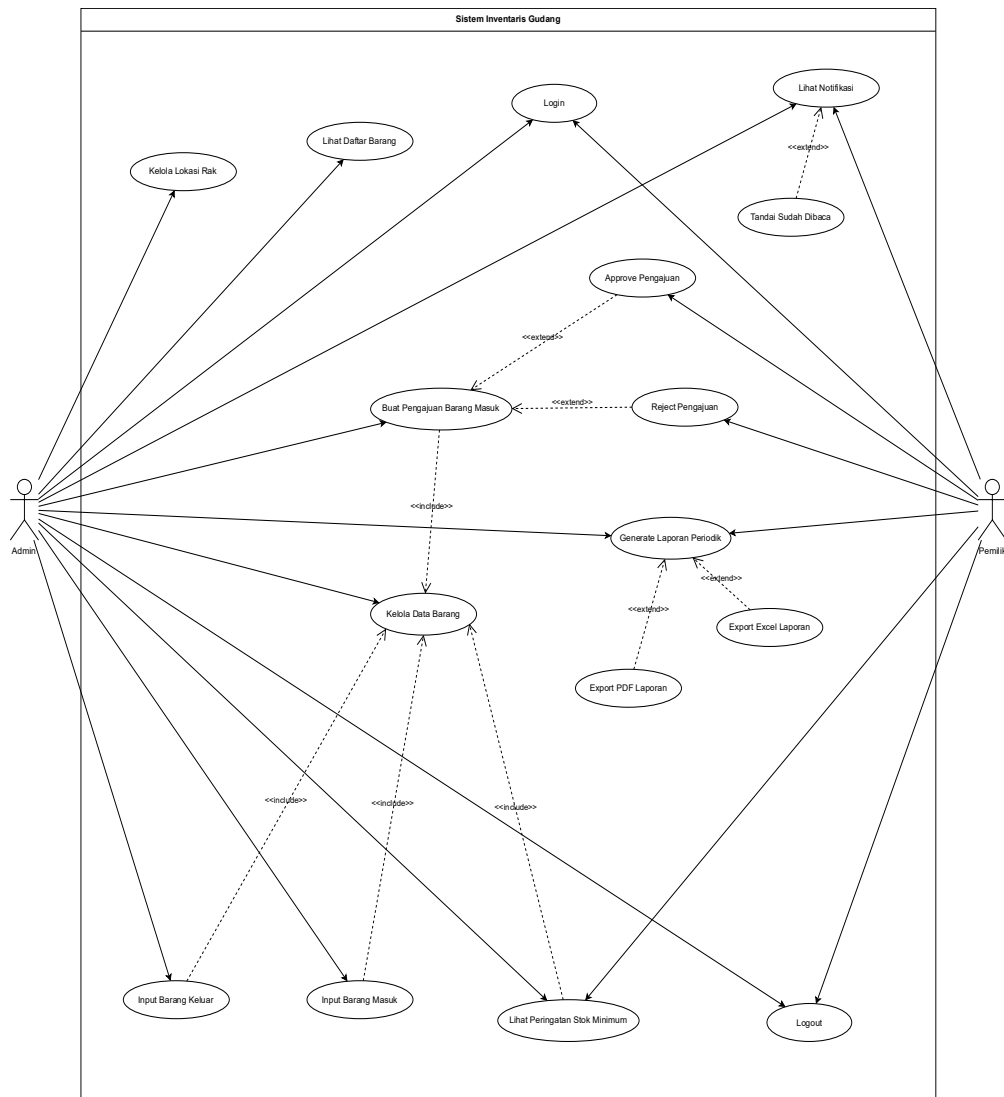 Sistem Inventaris Gudang
Lihat Notifikasi
Login
Lihat Daftar Barang
<<extend>>
Kelola Lokasi Rak
Tandai Sudah Dibaca
Approve Pengajuan
<<extend>>
<<extend>>
Buat Pengajuan Barang Masuk
Reject Pengajuan
<<include>>
Generate Laporan Periodik
Admin
Pemilik
<<extend>>
<<extend>>
Kelola Data Barang
Export Excel Laporan
Export PDF Laporan
<<include>>
<<include>>
<<include>>
Input Barang Keluar
Input Barang Masuk
Lihat Peringatan Stok Minimum
Logout